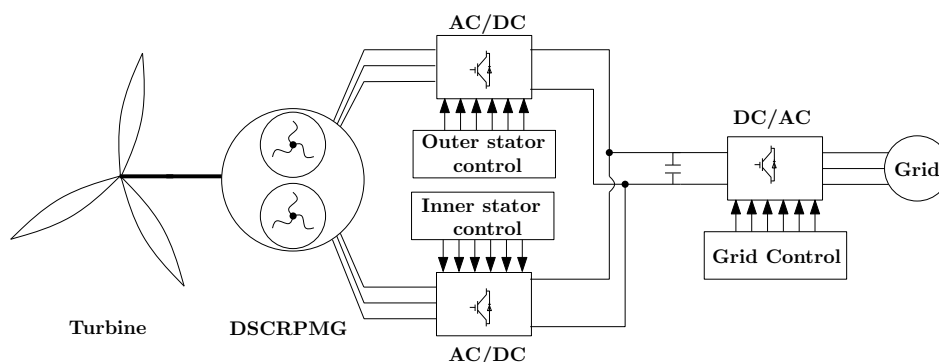 AC/DC
Outer stator
control
DC/AC
Grid
Inner stator
control
Grid Control
Turbine
DSCRPMG
AC/DC